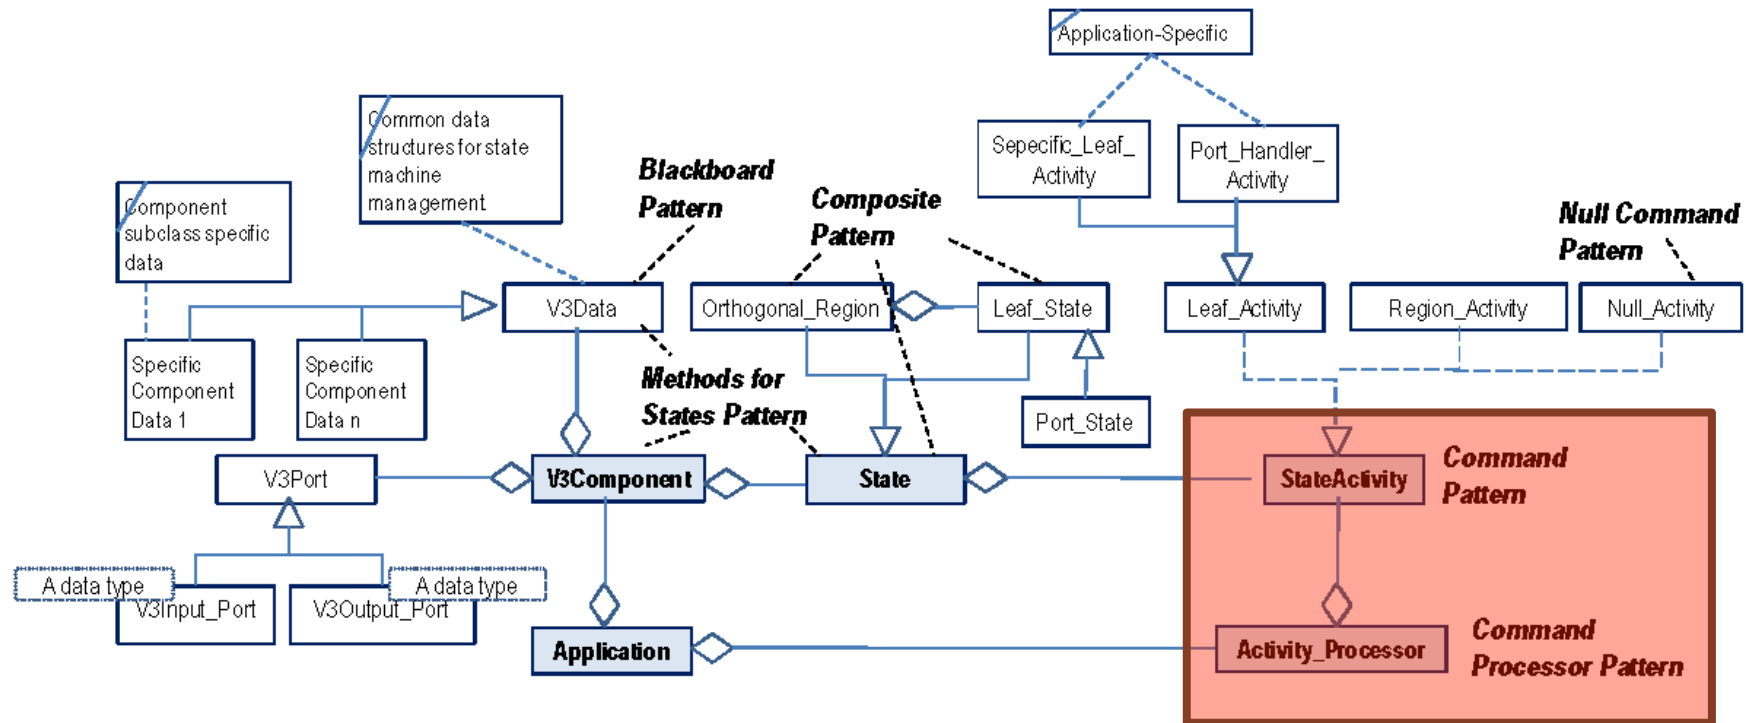 Application-Specific
Common data
structures for state
machine
management
Sepecific_Leaf_
Activity
Port_Handler_
Activity
Blackboard
Pattern
Composite
Pattern
Null Command
Pattern
Component
subclass specific
data
V3Data
Orthogonal_Region
Leaf_State
Leaf_Activity
Region_Activity
Null_Activity
Specific
Component
Data 1
Specific
Component
Data n
Methods for
States Pattern
Port_State
V3Port
V3Component
State
StateActivity
Command
Pattern
A data type
V3Input_Port
A data type
V3Output_Port
Application
Activity_Processor
Command
Processor Pattern